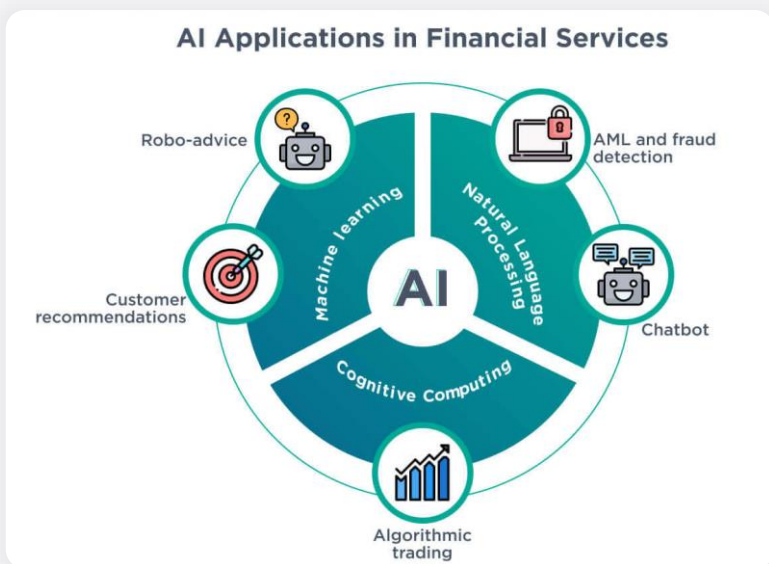 AI Applications in Financial Services
Robo-advice
?
AML and fraud
detection
Machine learning
Natural Language
Processing
AI
Customer
recommendations
Chatbot
Cognitive Computing
Algorithmic
trading